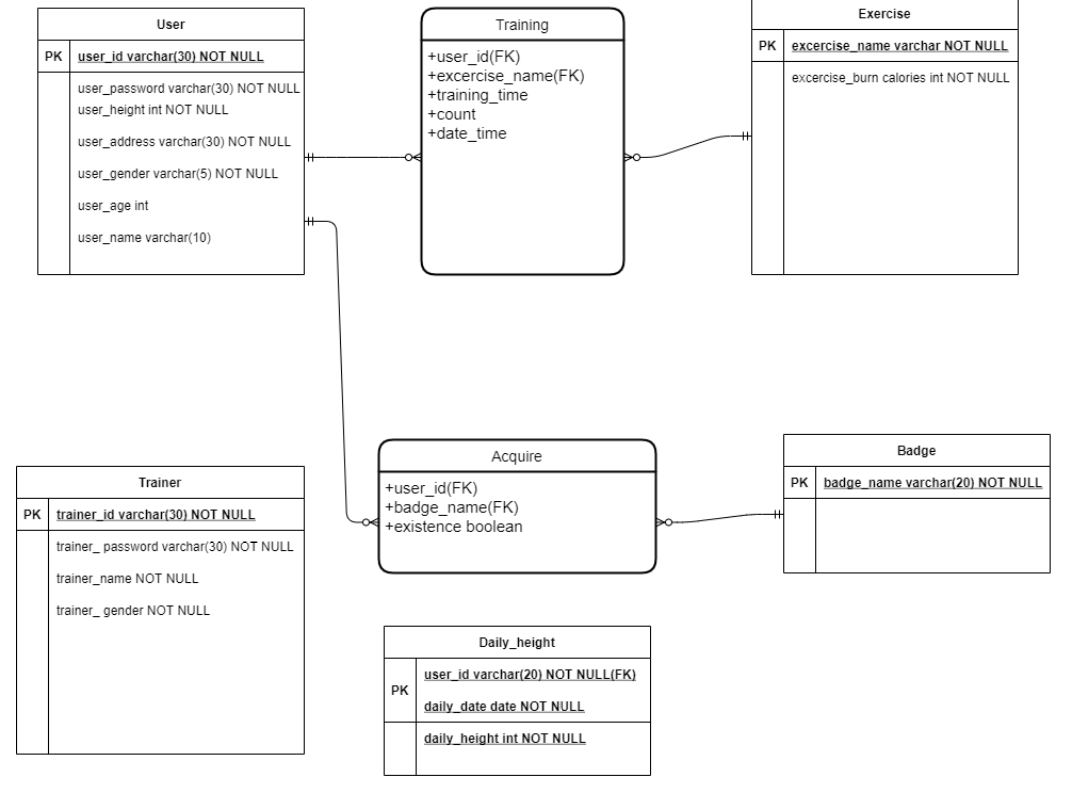 User
PK user_id varchar(30) NOT NULL
user_password varchar(30) NOT NULL
user_height int NOT NULL
user_address varchar(30) NOT NULL
user_gender varchar(5) NOT NULL
user_age int
user_name varchar(10)
Training
+user_id(FK)
+excercise_name(FK)
+training_time
+count
+date_time
Exercise
PK excercise_name varchar NOT NULL
excercise_burn calories int NOT NULL
Trainer
PK trainer_id varchar(30) NOT NULL
trainer_ password varchar(30) NOT NULL
trainer_name NOT NULL
trainer_ gender NOT NULL
Acquire
+user_id(FK)
+badge_name(FK)
+existence boolean
Badge
PK badge_name varchar(20) NOT NULL
Daily_height
PK
user_id varchar(20) NOT NULL(FK)
daily_date date NOT NULL
daily_height int NOT NULL